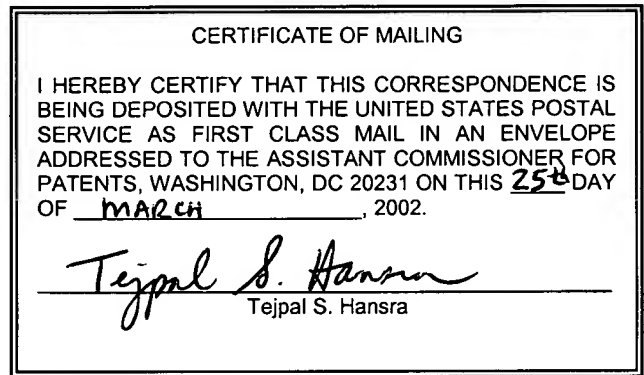 CERTIFICATE OF MAILING
I HEREBY CERTIFY THAT THIS CORRESPONDENCE IS
BEING DEPOSITED WITH THE UNITED STATES POSTAL
SERVICE AS FIRST CLASS MAIL IN AN ENVELOPE
ADDRESSED TO THE ASSISTANT COMMISSIONER FOR
PATENTS, WASHINGTON, DC 20231 ON THIS 25th DAY
OF MARCH, 2002.
Tejpal S. Hansra
Tejpal S. Hansra